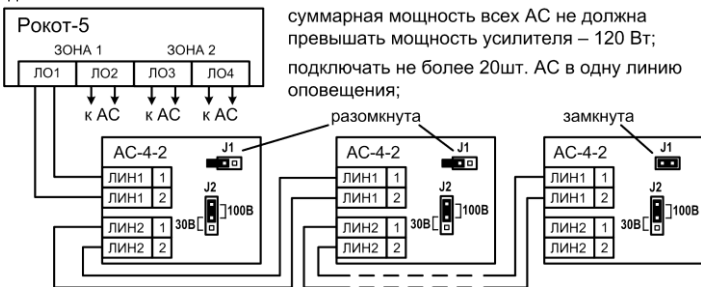 Рокот-5
ЗОНА 1 ЗОНА 2
ЛО1 ЛО2 ЛО3 ЛО4
к АС к АС к АС
суммарная мощность всех АС не должна
превышать мощность усилителя – 120 Вт;
подключать не более 20шт. АС в одну линию
оповещения;
разомкнута замкнута
АС-4-2 J1
ЛИН1 1
ЛИН1 2
ЛИН2 1
ЛИН2 2
J2
30В 100В
АС-4-2 J1
ЛИН1 1
ЛИН1 2
ЛИН2 1
ЛИН2 2
J2
30В 100В
АС-4-2 J1
ЛИН1 1
ЛИН1 2
ЛИН2 1
ЛИН2 2
J2
30В 100В